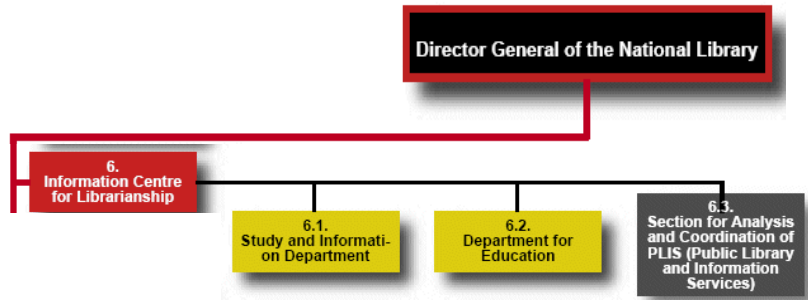 Director General of the National Library
6.
Information Centre
for Librarianship
6.1.
Study and Informati-
on Department
6.2.
Department for
Education
6.3.
Section for Analysis
and Coordination of
PLIS (Public Library
and Information
Services)